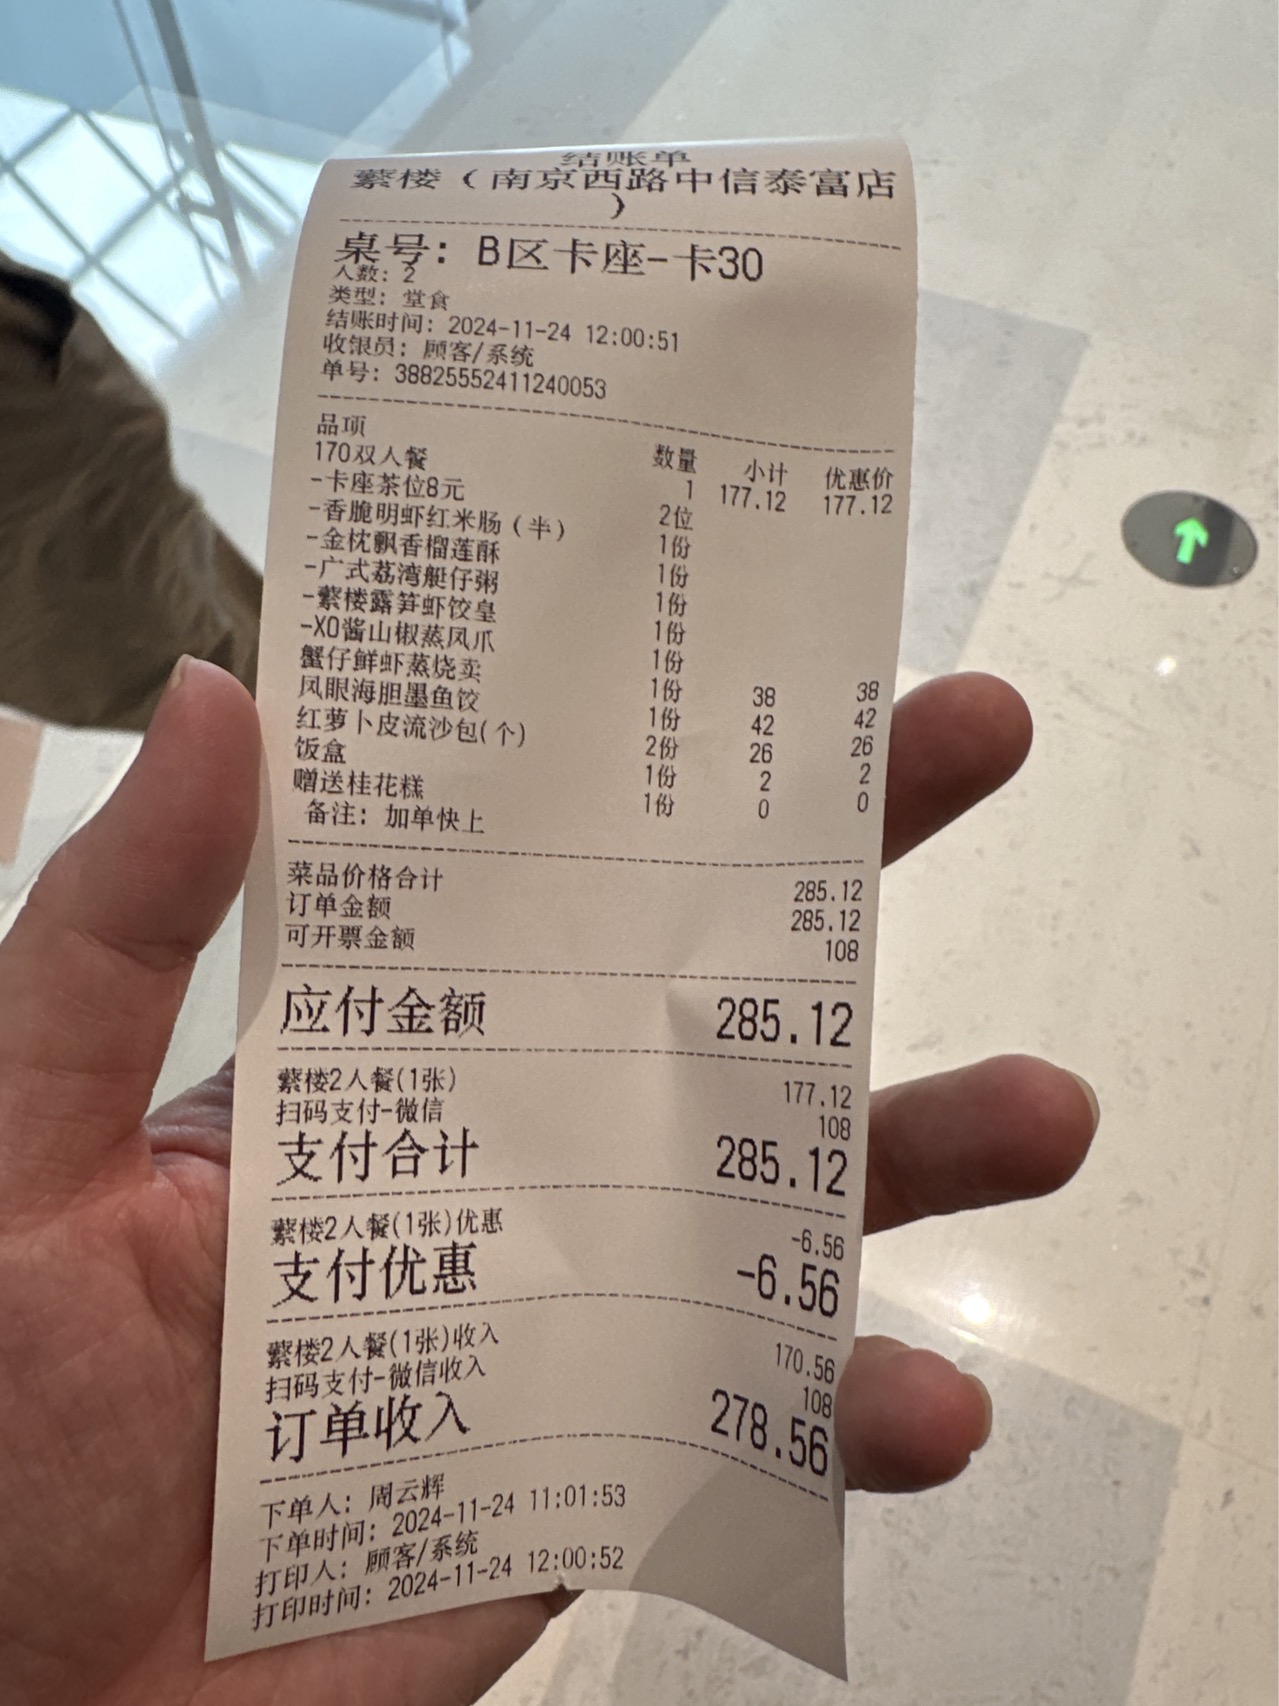 结账单
蘩楼（南京西路中信泰富店
）
桌号: B区卡座-卡30
人数: 2
类型: 堂食
结账时间: 2024-11-24 12:00:51
收银员: 顾客/系统
单号: 38825552411240053
品项 数量 小计 优惠价
170双人餐 1 177.12 177.12
-卡座茶位8元 2位
-香脆明虾红米肠（半） 1份
-金枕飘香榴莲酥 1份
-广式荔湾艇仔粥 1份
-蘩楼露笋虾饺皇 1份
-XO酱山椒蒸凤爪 1份
蟹仔鲜虾蒸烧卖 1份 38 38
凤眼海胆墨鱼饺 1份 42 42
红萝卜皮流沙包(个) 2份 26 26
饭盒 1份 2 2
赠送桂花糕 1份 0 0
备注: 加单快上
菜品价格合计 285.12
订单金额 285.12
可开票金额 108
应付金额 285.12
蘩楼2人餐(1张) 177.12
扫码支付-微信 108
支付合计 285.12
蘩楼2人餐(1张)优惠 -6.56
支付优惠 -6.56
蘩楼2人餐(1张)收入 170.56
扫码支付-微信收入 108
订单收入 278.56
下单人: 周云辉
下单时间: 2024-11-24 11:01:53
打印人: 顾客/系统
打印时间: 2024-11-24 12:00:52